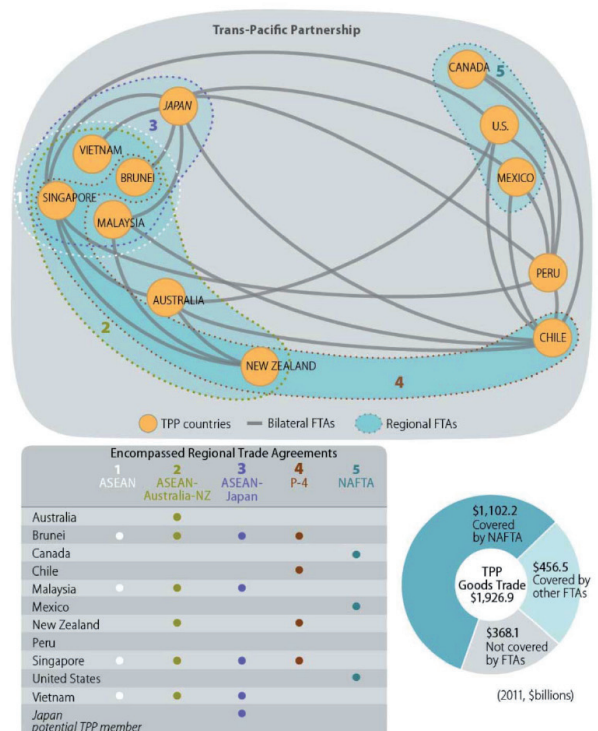 Trans-Pacific Partnership
CANADA
5
U.S.
MEXICO
JAPAN
3
VIETNAM
BRUNEI
1
SINGAPORE
MALAYSIA
PERU
AUSTRALIA
2
CHILE
NEW ZEALAND
4
TPP countries
Bilateral FTAs
Regional FTAs
Encompassed Regional Trade Agreements
1 2 3 4 5
ASEAN ASEAN- ASEAN- P-4 NAFTA
Australia-NZ Japan
Australia
Brunei
Canada
Chile
Malaysia
Mexico
New Zealand
Peru
Singapore
United States
Vietnam
Japan
potential TPP member
$1,102.2
Covered
by NAFTA
$456.5
Covered by
other FTAs
TPP
Goods Trade
$1,926.9
$368.1
Not covered
by FTAs
(2011, $billions)